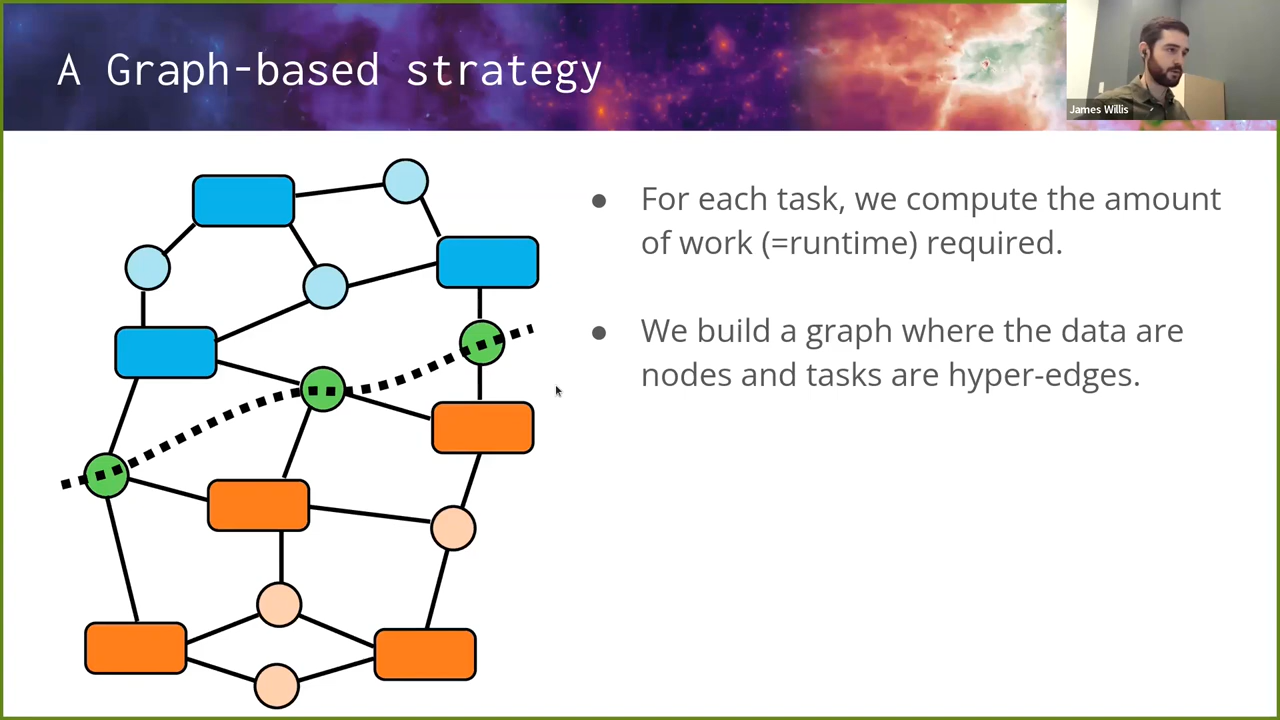 A Graph-based strategy
James Willis
● For each task, we compute the amount
of work (=runtime) required.
● We build a graph where the data are
nodes and tasks are hyper-edges.